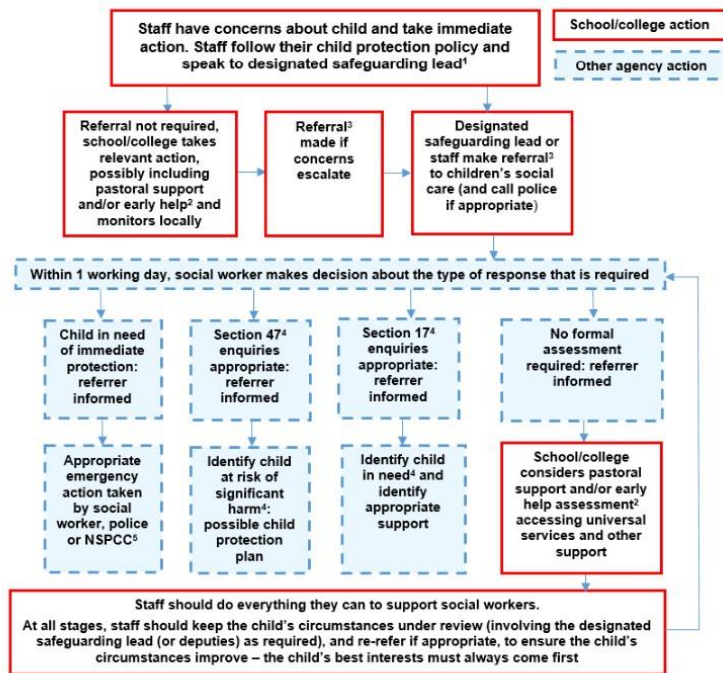 Staff have concerns about child and take immediate
action. Staff follow their child protection policy and
speak to designated safeguarding lead¹
School/college action
Other agency action
Referral not required,
school/college takes
relevant action,
possibly including
pastoral support
and/or early help² and
monitors locally
Referral³
made if
concerns
escalate
Designated
safeguarding lead or
staff make referral³
to children's social
care (and call police
if appropriate)
Within 1 working day, social worker makes decision about the type of response that is required
Child in need
of immediate
protection:
referrer
informed
Section 47⁴
enquiries
appropriate:
referrer
informed
Section 17⁴
enquiries
appropriate:
referrer
informed
No formal
assessment
required: referrer
informed
Appropriate
emergency
action taken
by social
worker, police
or NSPCC⁵
Identify child
at risk of
significant
harm⁴:
possible child
protection
plan
Identify child
in need⁴ and
identify
appropriate
support
School/college
considers pastoral
support and/or early
help assessment²
accessing universal
services and other
support
Staff should do everything they can to support social workers.
At all stages, staff should keep the child's circumstances under review (involving the designated
safeguarding lead (or deputies) as required), and re-refer if appropriate, to ensure the child's
circumstances improve – the child's best interests must always come first